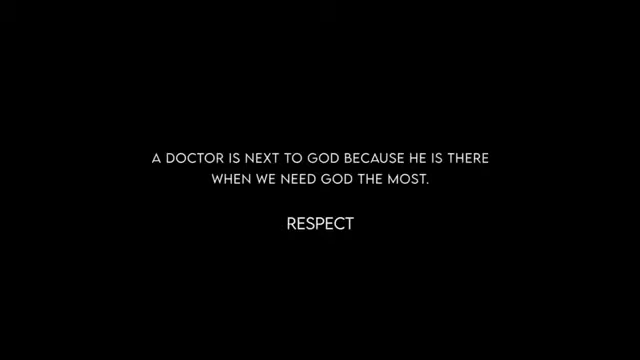 A DOCTOR IS NEXT TO GOD BECAUSE HE IS THERE
WHEN WE NEED GOD THE MOST.
RESPECT